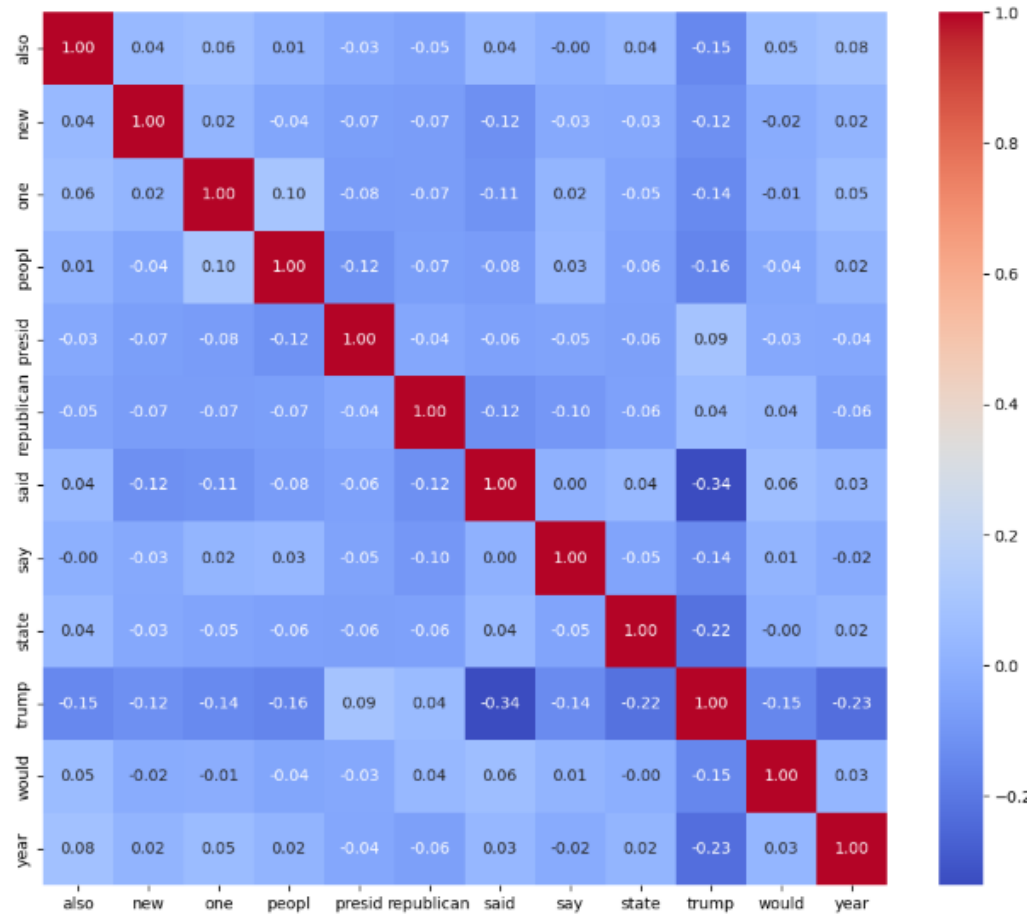 also 1.00 0.04 0.06 0.01 -0.03 -0.05 0.04 -0.00 0.04 -0.15 0.05 0.08 1.0
new 0.04 1.00 0.02 -0.04 -0.07 -0.07 -0.12 -0.03 -0.03 -0.12 -0.02 0.02 0.8
one 0.06 0.02 1.00 0.10 -0.08 -0.07 -0.11 0.02 -0.05 -0.14 -0.01 0.05
peopl 0.01 -0.04 0.10 1.00 -0.12 -0.07 -0.08 0.03 -0.06 -0.16 -0.04 0.02 0.6
presid -0.03 -0.07 -0.08 -0.12 1.00 -0.04 -0.06 -0.05 -0.06 0.09 -0.03 -0.04
republican -0.05 -0.07 -0.07 -0.07 -0.04 1.00 -0.12 -0.10 -0.06 0.04 0.04 -0.06 0.4
said 0.04 -0.12 -0.11 -0.08 -0.06 -0.12 1.00 0.00 0.04 -0.34 0.06 0.03
say -0.00 -0.03 0.02 0.03 -0.05 -0.10 0.00 1.00 -0.05 -0.14 0.01 -0.02 0.2
state 0.04 -0.03 -0.05 -0.06 -0.06 -0.06 0.04 -0.05 1.00 -0.22 -0.00 0.02 0.0
trump -0.15 -0.12 -0.14 -0.16 0.09 0.04 -0.34 -0.14 -0.22 1.00 -0.15 -0.23
would 0.05 -0.02 -0.01 -0.04 -0.03 0.04 0.06 0.01 -0.00 -0.15 1.00 0.03 −0.2
year 0.08 0.02 0.05 0.02 -0.04 -0.06 0.03 -0.02 0.02 -0.23 0.03 1.00
also new one peopl presid republican said say state trump would year